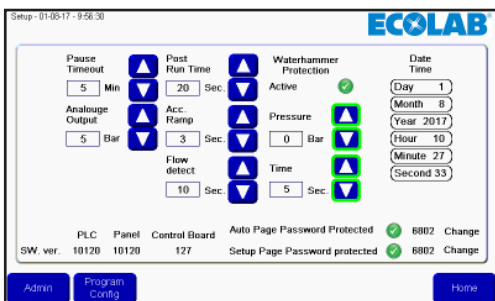 Setup - 01-08-17 - 9:56:30
ECOLAB®
Pause Timeout
5 Min
Post Run Time
20 Sec.
Waterhammer Protection
Active
Date Time
Day 1
Month 8
Year 2017
Hour 10
Minute 27
Second 33
Analouge Output
5 Bar
Acc. Ramp
3 Sec.
Pressure
0 Bar
Flow detect
10 Sec.
Time
5 Sec.
PLC Panel Control Board
SW. ver. 10120 10120 127
Auto Page Password Protected 6802 Change
Setup Page Password protected 6802 Change
Admin
Program Config
Home